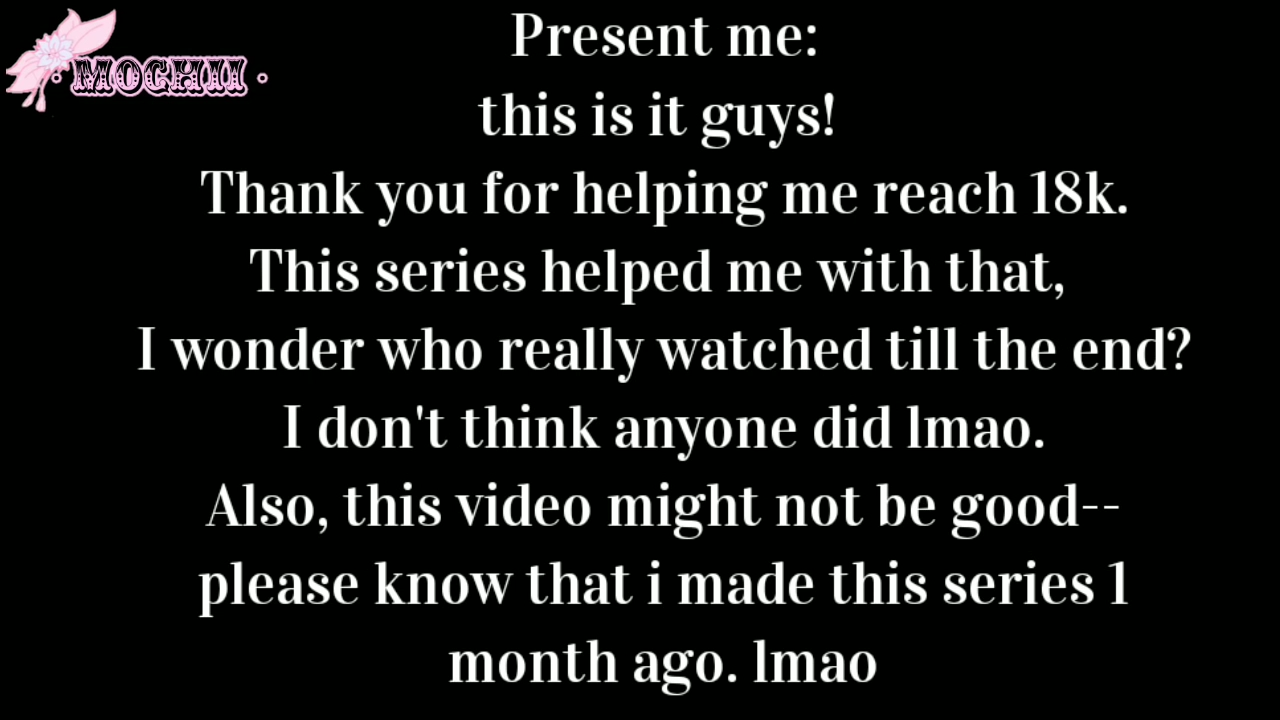 · MOCHII ·
Present me:
this is it guys!
Thank you for helping me reach 18k.
This series helped me with that,
I wonder who really watched till the end?
I don't think anyone did lmao.
Also, this video might not be good--
please know that i made this series 1
month ago. lmao